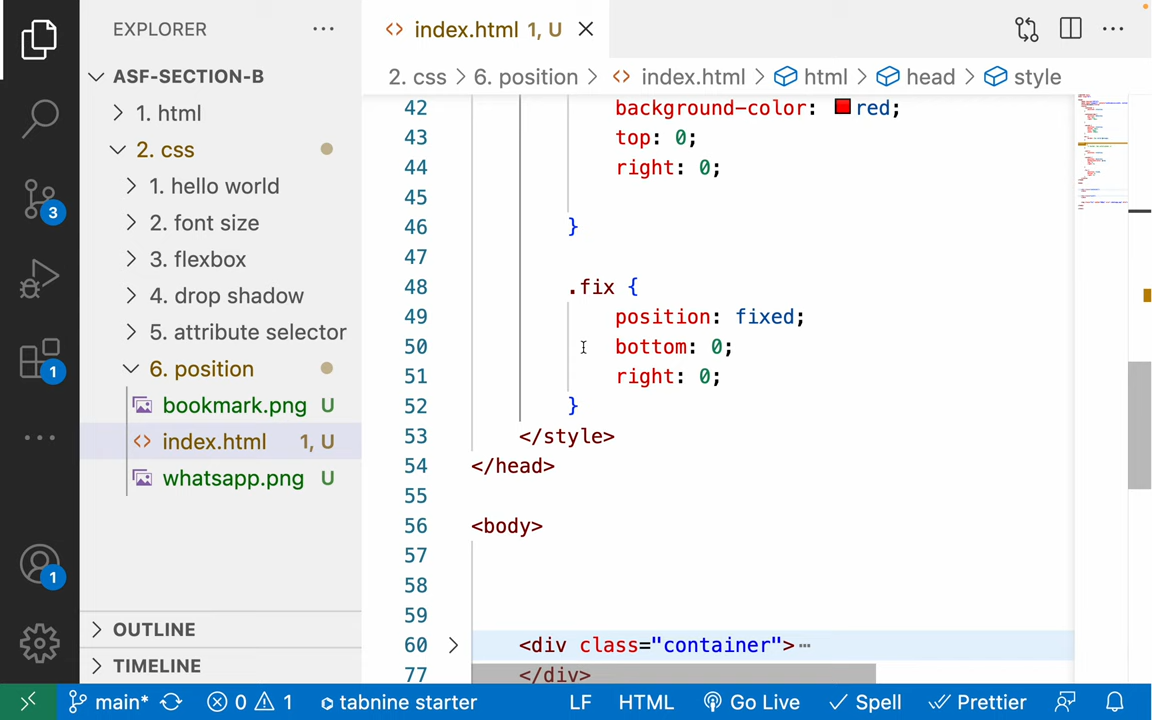 EXPLORER
ASF-SECTION-B
1. html
2. css
1. hello world
2. font size
3. flexbox
4. drop shadow
5. attribute selector
6. position
bookmark.png U
index.html 1, U
whatsapp.png U
OUTLINE
TIMELINE
3
1
1
index.html 1, U
2. css > 6. position > index.html > html > head > style
42 background-color: red;
43 top: 0;
44 right: 0;
45
46 }
47
48 .fix {
49 position: fixed;
50 bottom: 0;
51 right: 0;
52 }
53 </style>
54 </head>
55
56 <body>
57
58
59
60 <div class="container">
77 </div>
main* 0 1 tabnine starter LF HTML Go Live Spell Prettier